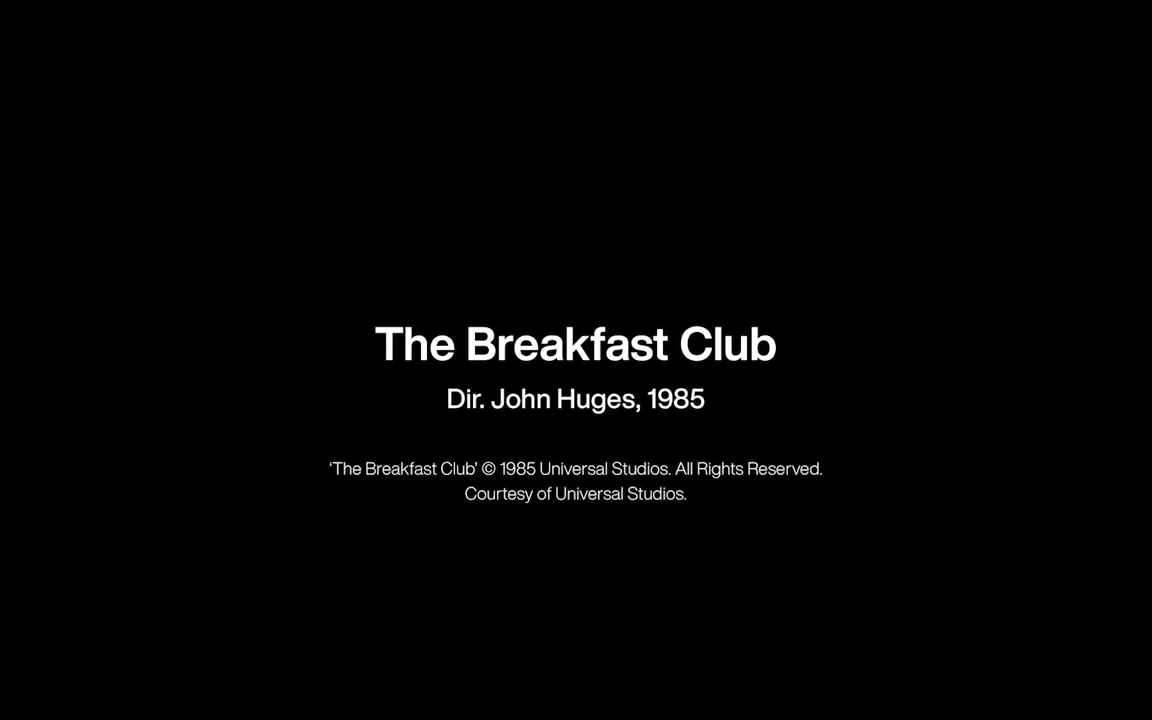 The Breakfast Club
Dir. John Huges, 1985
‘The Breakfast Club’ © 1985 Universal Studios. All Rights Reserved.
Courtesy of Universal Studios.